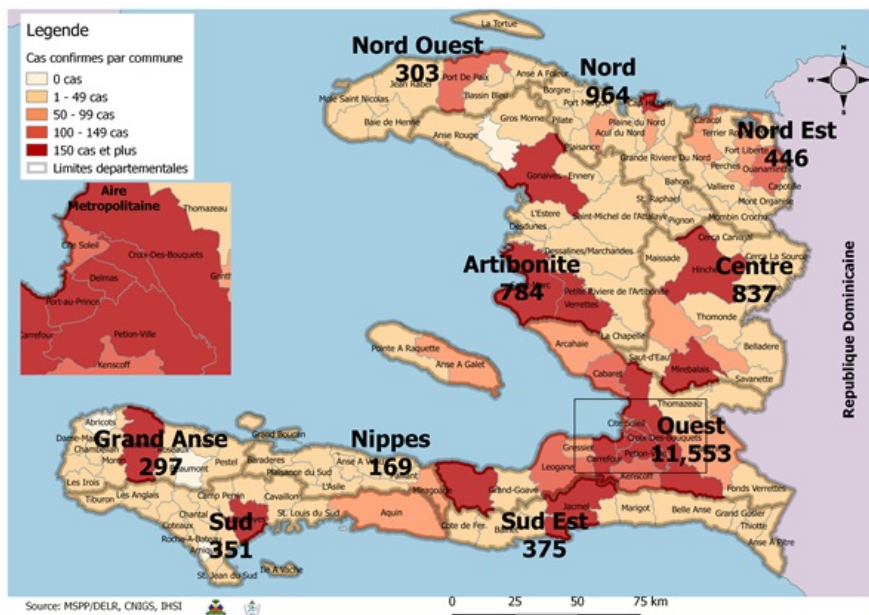 Legende
Cas confirmes par commune
0 cas
1 - 49 cas
50 - 99 cas
100 - 149 cas
150 cas et plus
Limites departementales
Aire
Metropolitaine
Thomazeau
Cite Soleil
Croix-Des-Bouquets
Delmas
Port-au-Prince
Carrefour
Petion-Ville
Kenscoff
La Tortue
Nord Ouest
303
Port De Paix
Jean Rabel
Anse A Foleur
Mole Saint Nicolas
Bassin Bleu
Baie de Henne
Anse Rouge
Gros Morne
Nord
964
Borgne
Port Margot
Pilate
Plaine du Nord
Acul du Nord
Plaisance
Grande Riviere Du Nord
Bahon
St. Raphael
Pignon
Nord Est
446
Caracol
Fort Liberte
Perches
Ouanaminthe
Capotille
Valliere
Mont Organise
Mombin Crochu
Gonaives
Ennery
L'Estere
Desdunes
Saint-Michel de l'Attalaye
Dessalines/Marchandes
Artibonite
784
Petite Riviere de l'Artibonite
Verrettes
La Chapelle
Cerca Carvajal
Maissade
Cerca La Source
Centre
837
Thomonde
Belladere
Saut-d'Eau
Mirebalais
Savanette
Republique Dominicaine
Pointe A Raquette
Anse A Galet
Arcahaie
Cabaret
Thomazeau
Cite Soleil
Ouest
11,553
Croix-Des-Bouquets
Gressier
Carrefour
Leogane
Kenscoff
Fonds Verrettes
Grand-Goave
Abricots
Grand Anse
297
Chambellan
Beaumont
Pestel
Les Irois
Grand Boucan
Baraderes
Plaisance du Sud
Nippes
169
L'Asile
Miragoane
Tiburon
Les Anglais
Camp Perrin
Cavaillon
Chantal
Coteaux
Roche-A-Bateau
Sud
351
St. Louis du Sud
Aquin
St. Jean du Sud
Ile A Vache
Cote de Fer
Sud Est
375
Jacmel
Marigot
Belle Anse
Grand Gosier
Thiotte
Anse A Pitre
Source: MSPP/DELR, CNIGS, IHSI
0 25 50 75 km